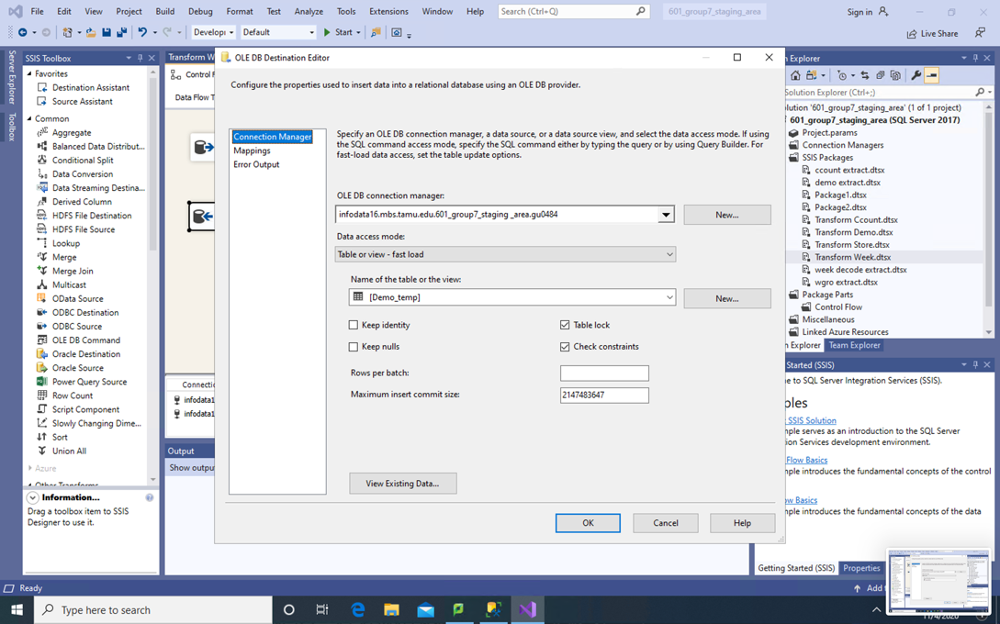 File Edit View Project Build Debug Format Test Analyze Tools Extensions Window Help Search (Ctrl+Q) 601_group7_staging_area Sign in
Developi Default Start Live Share
Server Explorer
Toolbox
SSIS Toolbox
Favorites
Destination Assistant
Source Assistant
Common
Aggregate
Balanced Data Distribut...
Conditional Split
Data Conversion
Data Streaming Destina...
Derived Column
HDFS File Destination
HDFS File Source
Lookup
Merge
Merge Join
Multicast
OData Source
ODBC Destination
ODBC Source
OLE DB Command
Oracle Destination
Oracle Source
Power Query Source
Row Count
Script Component
Slowly Changing Dime...
Sort
Union All
Azure
Other Transforms
Information...
Drag a toolbox item to SSIS
Designer to use it.
Transform W
Control F
Data Flow T
Connectio
infodata1
infodata1
Output
Show outpu
OLE DB Destination Editor
Configure the properties used to insert data into a relational database using an OLE DB provider.
Connection Manager
Mappings
Error Output
Specify an OLE DB connection manager, a data source, or a data source view, and select the data access mode. If using
the SQL command access mode, specify the SQL command either by typing the query or by using Query Builder. For
fast-load data access, set the table update options.
OLE DB connection manager:
infodata16.mbs.tamu.edu.601_group7_staging _area.gu0484 New...
Data access mode:
Table or view - fast load
Name of the table or the view:
[Demo_temp] New...
Keep identity Table lock
Keep nulls Check constraints
Rows per batch:
Maximum insert commit size: 2147483647
View Existing Data...
OK Cancel Help
n Explorer
Solution Explorer (Ctrl+;)
olution '601_group7_staging_area' (1 of 1 project)
601_group7_staging_area (SQL Server 2017)
Project.params
Connection Managers
SSIS Packages
ccount extract.dtsx
demo extract.dtsx
Package1.dtsx
Package2.dtsx
Transform Ccount.dtsx
Transform Demo.dtsx
Transform Store.dtsx
Transform Week.dtsx
week decode extract.dtsx
wgro extract.dtsx
Package Parts
Control Flow
Miscellaneous
Linked Azure Resources
n Explorer Team Explorer
Started (SSIS)
e to SQL Server Integration Services (SSIS).
ples
SSIS Solution
mple serves as an introduction to the SQL Server
tion Services development environment.
Flow Basics
mple introduces the fundamental concepts of the control
ow Basics
mple introduces the fundamental concepts of the data
Getting Started (SSIS) Properties
Ready Add t
Type here to search
11/4/2020